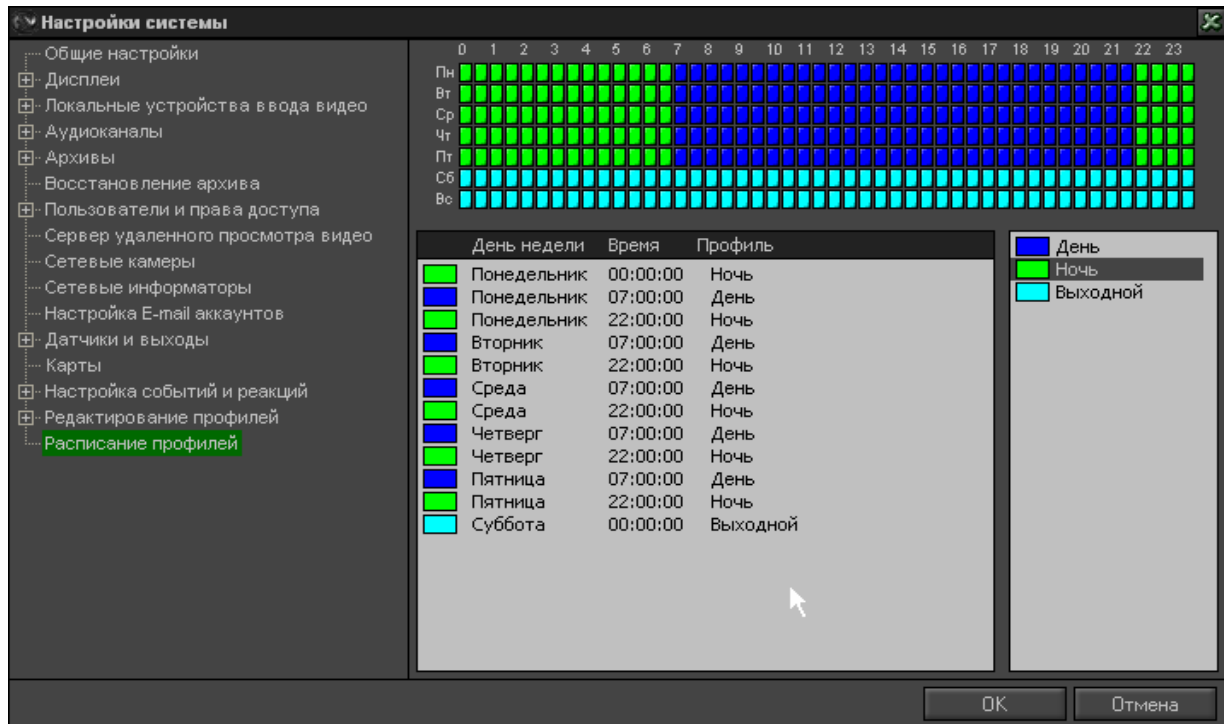 Настройки системы
Общие настройки
Дисплеи
Локальные устройства ввода видео
Аудиоканалы
Архивы
Восстановление архива
Пользователи и права доступа
Сервер удаленного просмотра видео
Сетевые камеры
Сетевые информаторы
Настройка E-mail аккаунтов
Датчики и выходы
Карты
Настройка событий и реакций
Редактирование профилей
Расписание профилей
0 1 2 3 4 5 6 7 8 9 10 11 12 13 14 15 16 17 18 19 20 21 22 23
Пн
Вт
Ср
Чт
Пт
Сб
Вс
День недели Время Профиль
Понедельник 00:00:00 Ночь
Понедельник 07:00:00 День
Понедельник 22:00:00 Ночь
Вторник 07:00:00 День
Вторник 22:00:00 Ночь
Среда 07:00:00 День
Среда 22:00:00 Ночь
Четверг 07:00:00 День
Четверг 22:00:00 Ночь
Пятница 07:00:00 День
Пятница 22:00:00 Ночь
Суббота 00:00:00 Выходной
День
Ночь
Выходной
OK Отмена